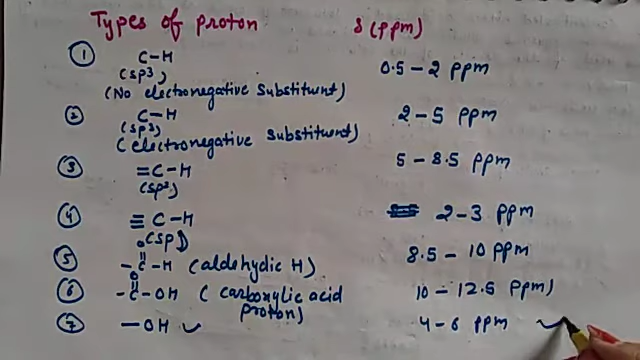 Types of proton δ (ppm)
① C-H 0.5 - 2 ppm
(sp3)
(No electronegative substituent)
② C-H 2 - 5 ppm
(sp3)
(electronegative substituent)
③ =C-H 5 - 8.5 ppm
(sp2)
④ ≡C-H 2-3 ppm
(sp)
O
⑤ -C-H (aldehydic H) 8.5 - 10 ppm
O
⑥ -C-OH (carboxylic acid proton) 10 - 12.5 ppm)
⑦ -OH ✓ 4-6 ppm ✓